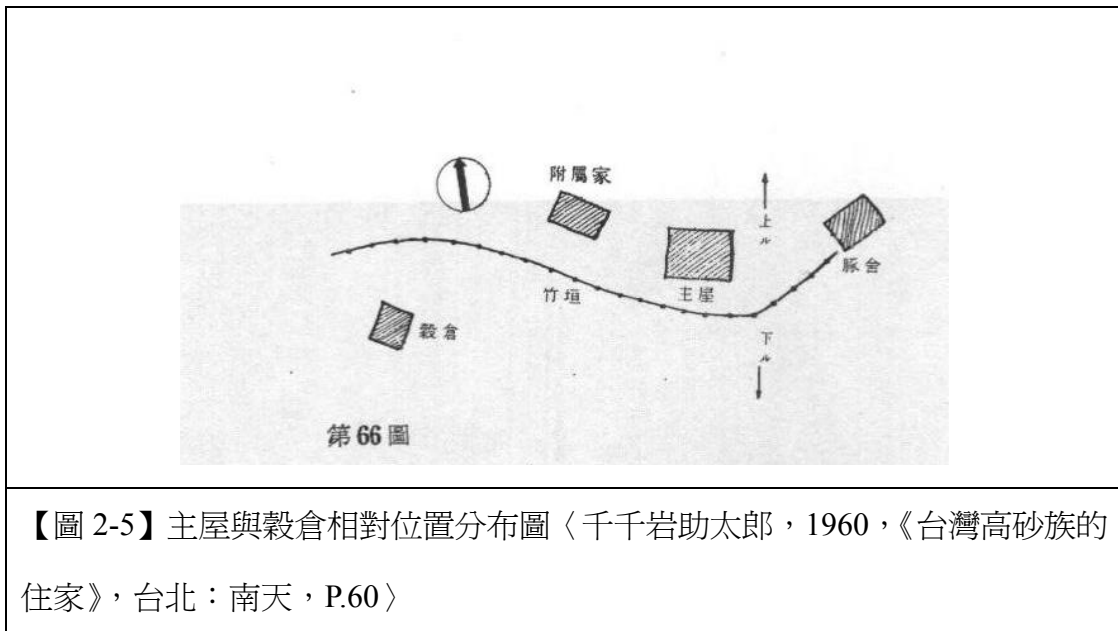 附屬家
上ル
豚舍
竹垣
主屋
穀倉
下ル
第66圖
【圖 2-5】主屋與穀倉相對位置分布圖〈千千岩助太郎，1960，《台灣高砂族的
住家》，台北：南天，P.60〉